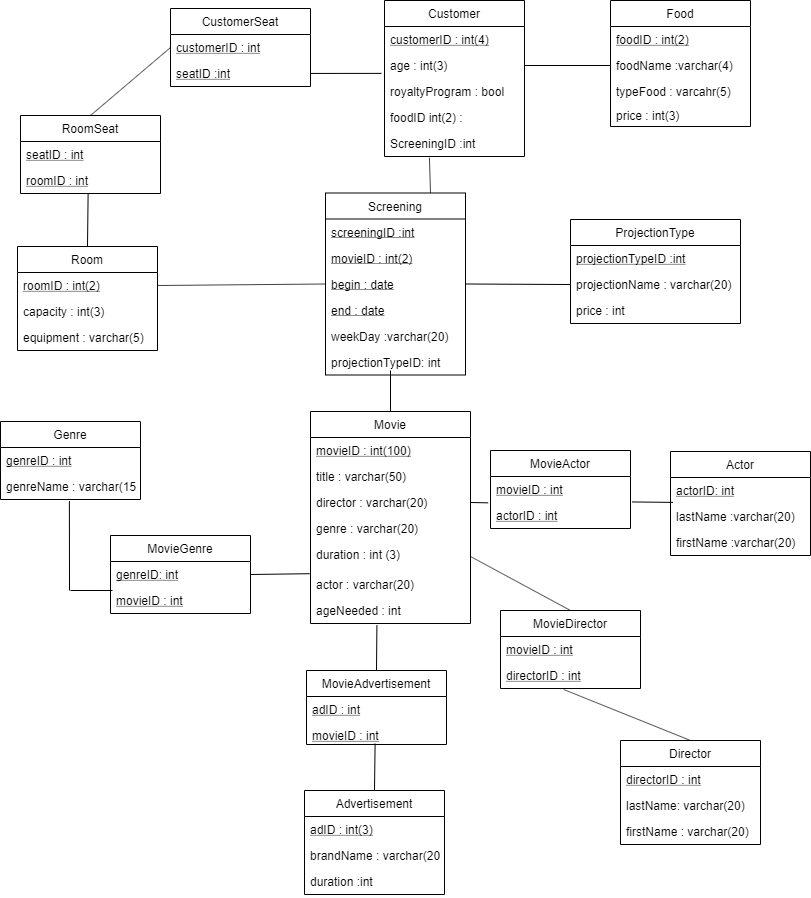 CustomerSeat
customerID : int
seatID :int
Customer
customerID : int(4)
age : int(3)
royaltyProgram : bool
foodID int(2) :
ScreeningID :int
Food
foodID : int(2)
foodName :varchar(4)
typeFood : varcahr(5)
price : int(3)
RoomSeat
seatID : int
roomID : int
Screening
screeningID :int
movieID : int(2)
begin : date
end : date
weekDay :varchar(20)
projectionTypeID: int
ProjectionType
projectionTypeID :int
projectionName : varchar(20)
price : int
Room
roomID : int(2)
capacity : int(3)
equipment : varchar(5)
Genre
genreID : int
genreName : varchar(15
Movie
movieID : int(100)
title : varchar(50)
director : varchar(20)
genre : varchar(20)
duration : int (3)
actor : varchar(20)
ageNeeded : int
MovieActor
movieID : int
actorID : int
Actor
actorID: int
lastName :varchar(20)
firstName :varchar(20)
MovieGenre
genreID: int
movieID : int
MovieDirector
movieID : int
directorID : int
MovieAdvertisement
adID : int
movieID : int
Director
directorID : int
lastName: varchar(20)
firstName : varchar(20)
Advertisement
adID : int(3)
brandName : varchar(20
duration :int